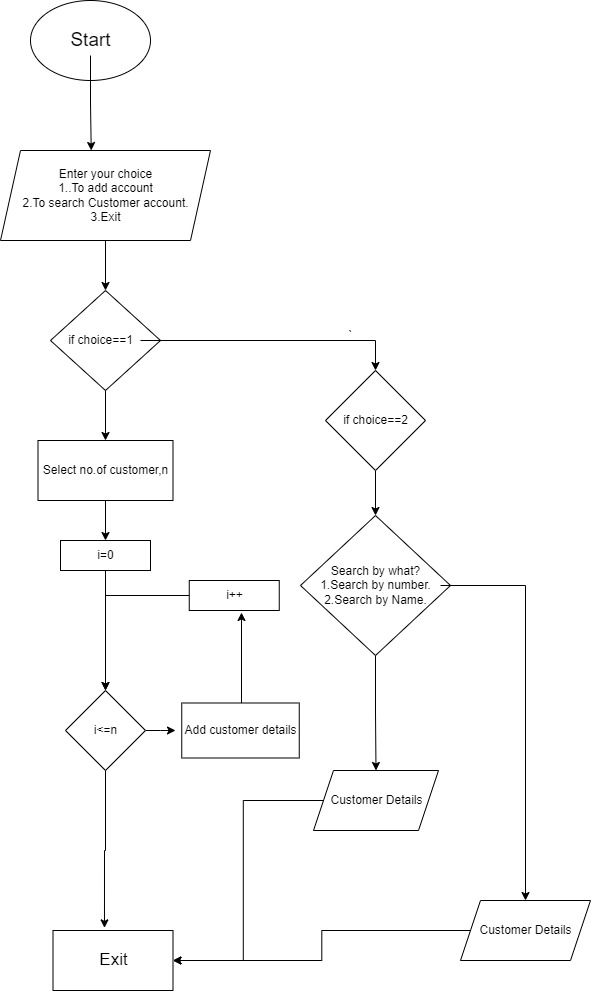 Start
Enter your choice
1..To add account
2.To search Customer account.
3.Exit
if choice==1
`
if choice==2
Select no.of customer,n
i=0
Search by what?
1.Search by number.
2.Search by Name.
i++
i<=n
Add customer details
Customer Details
Customer Details
Exit